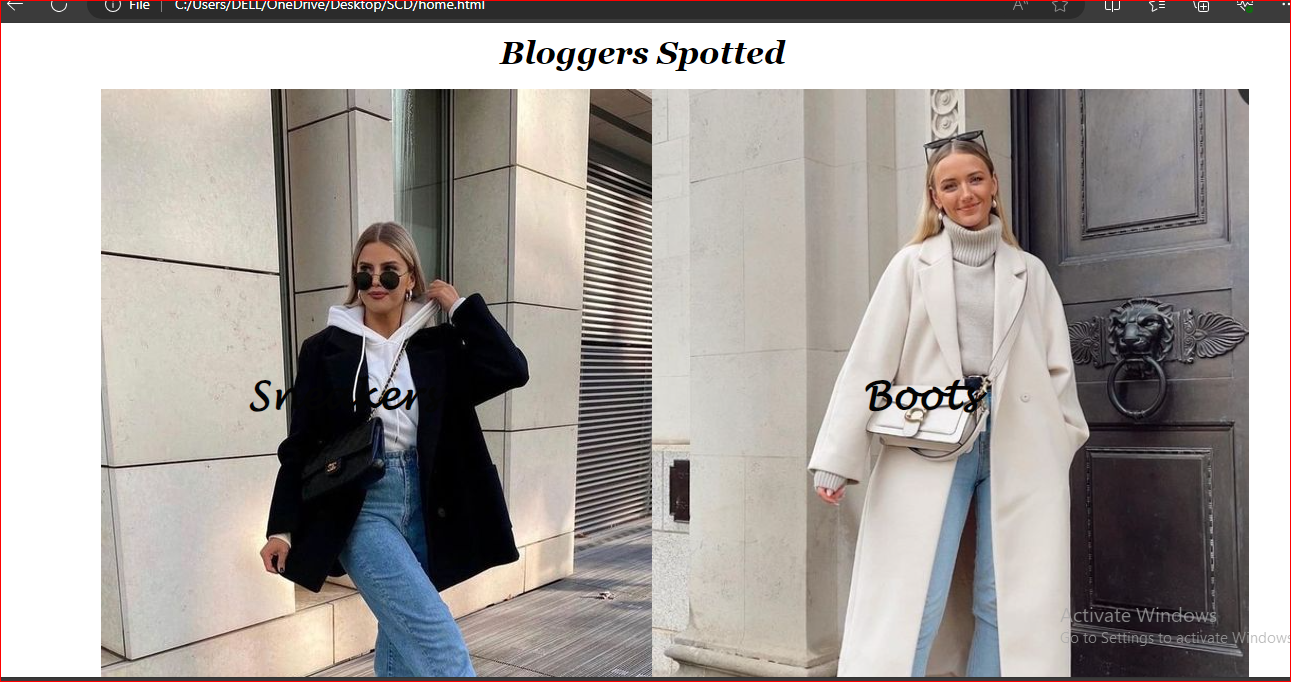 File C:/Users/DELL/OneDrive/Desktop/SCD/home.html
Bloggers Spotted
Sneakers
Boots
Activate Windows
Go to Settings to activate Windows